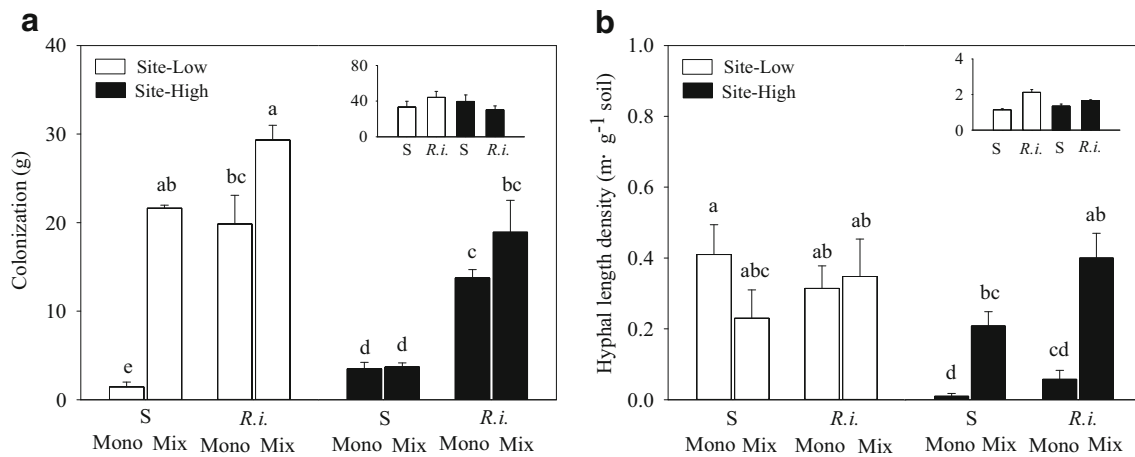 a
Colonization (g)
40
30
20
10
0
Site-Low
Site-High
80
40
0
S R.i. S R.i.
e ab bc a d d c bc
S R.i. S R.i.
Mono Mix Mono Mix Mono Mix Mono Mix
b
Hyphal length density (m· g-1 soil)
1.0
0.8
0.6
0.4
0.2
0.0
Site-Low
Site-High
4
2
0
S R.i. S R.i.
a abc ab ab d bc cd ab
S R.i. S R.i.
Mono Mix Mono Mix Mono Mix Mono Mix